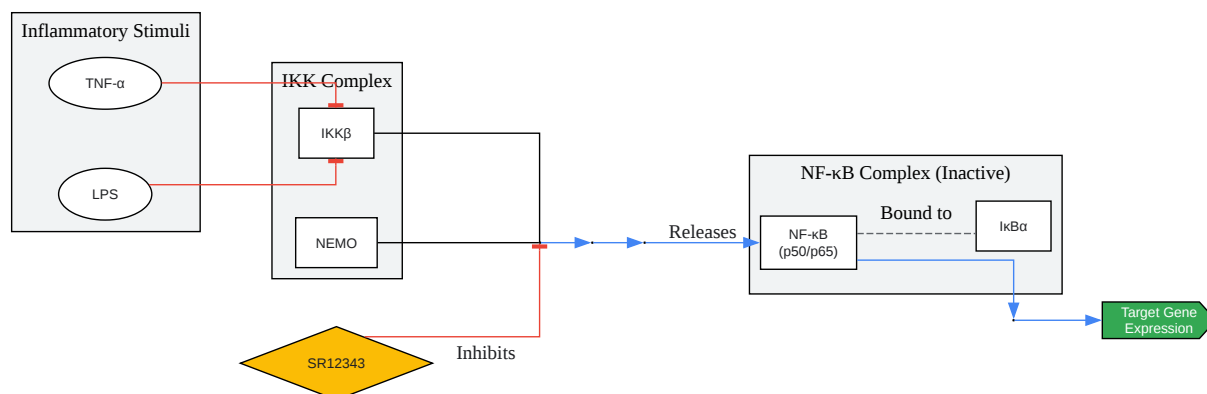 Inflammatory Stimuli
TNF-α
LPS
IKK Complex
IKKβ
NEMO
SR12343
Inhibits
Releases
NF-κB Complex (Inactive)
NF-κB
(p50/p65)
Bound to
IκBα
Target Gene
Expression